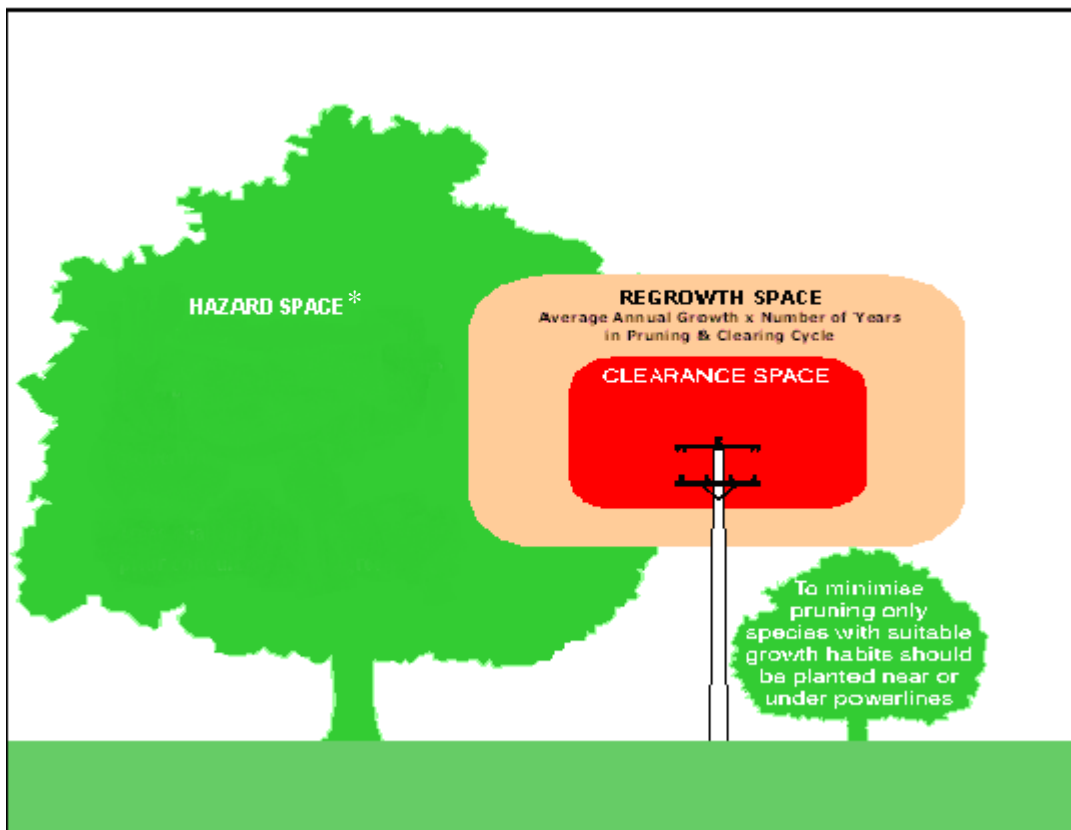 HAZARD SPACE *
REGROWTH SPACE
Average Annual Growth x Number of Years
in Pruning & Clearing Cycle
CLEARANCE SPACE
To minimise
pruning only
species with suitable
growth habits should
be planted near or
under powerlines